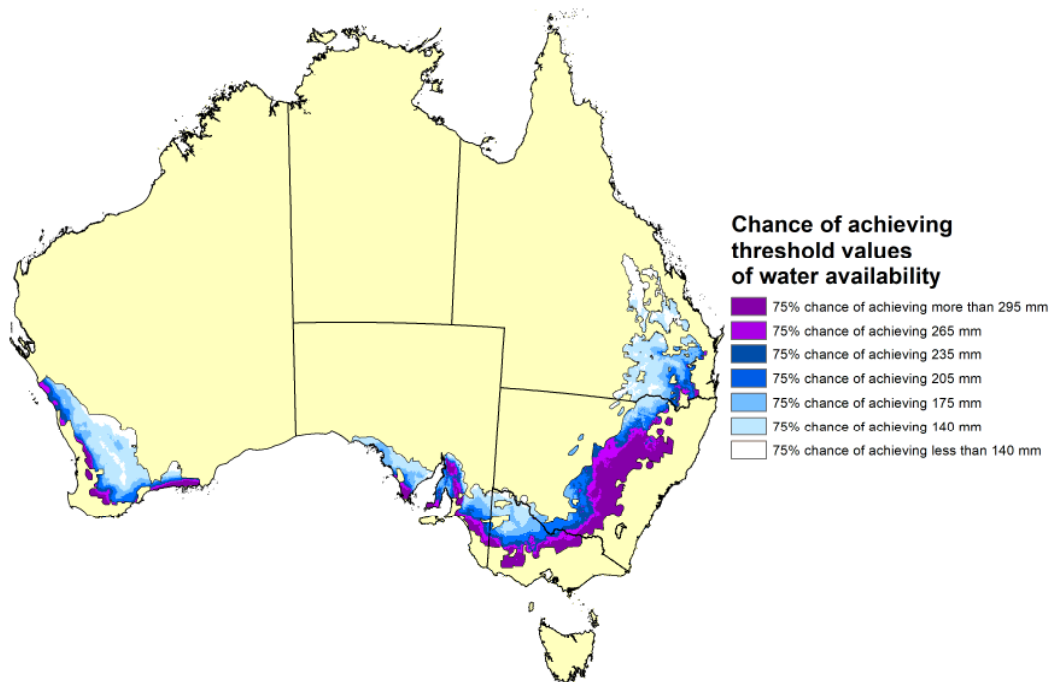 Chance of achieving
threshold values
of water availability
75% chance of achieving more than 295 mm
75% chance of achieving 265 mm
75% chance of achieving 235 mm
75% chance of achieving 205 mm
75% chance of achieving 175 mm
75% chance of achieving 140 mm
75% chance of achieving less than 140 mm